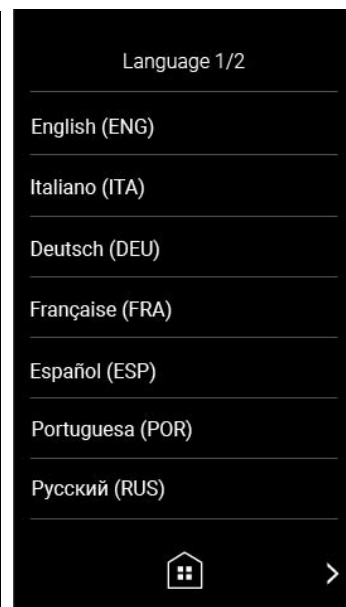 Language 1/2
English (ENG)
Italiano (ITA)
Deutsch (DEU)
Française (FRA)
Español (ESP)
Portuguesa (POR)
Русский (RUS)